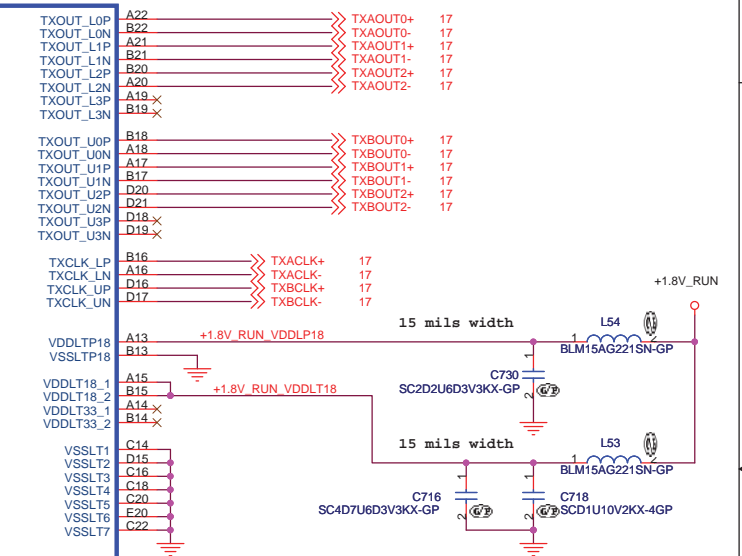 TXOUT_L0P A22 TXAOUT0+ 17
TXOUT_L0N B22 TXAOUT0- 17
TXOUT_L1P A21 TXAOUT1+ 17
TXOUT_L1N B21 TXAOUT1- 17
TXOUT_L2P B20 TXAOUT2+ 17
TXOUT_L2N A20 TXAOUT2- 17
TXOUT_L3P A19
TXOUT_L3N B19
TXOUT_U0P B18 TXBOUT0+ 17
TXOUT_U0N A18 TXBOUT0- 17
TXOUT_U1P A17 TXBOUT1+ 17
TXOUT_U1N B17 TXBOUT1- 17
TXOUT_U2P D20 TXBOUT2+ 17
TXOUT_U2N D21 TXBOUT2- 17
TXOUT_U3P D18
TXOUT_U3N D19
TXCLK_LP B16 TXACLK+ 17
TXCLK_LN A16 TXACLK- 17
TXCLK_UP D16 TXBCLK+ 17
TXCLK_UN D17 TXBCLK- 17
+1.8V_RUN
15 mils width
L54
1 2
BLM15AG221SN-GP
VDDLTP18 A13 +1.8V_RUN_VDDLP18
VSSLTP18 B13
C730
SC2D2U6D3V3KX-GP
1
2
VDDLT18_1 A15
VDDLT18_2 B15 +1.8V_RUN_VDDLT18
VDDLT33_1 A14
VDDLT33_2 B14
15 mils width
L53
1 2
BLM15AG221SN-GP
VSSLT1 C14
VSSLT2 D15
VSSLT3 C16
VSSLT4 C18
VSSLT5 C20
VSSLT6 E20
VSSLT7 C22
C716
SC4D7U6D3V3KX-GP
1
2
C718
SCD1U10V2KX-4GP
1
2